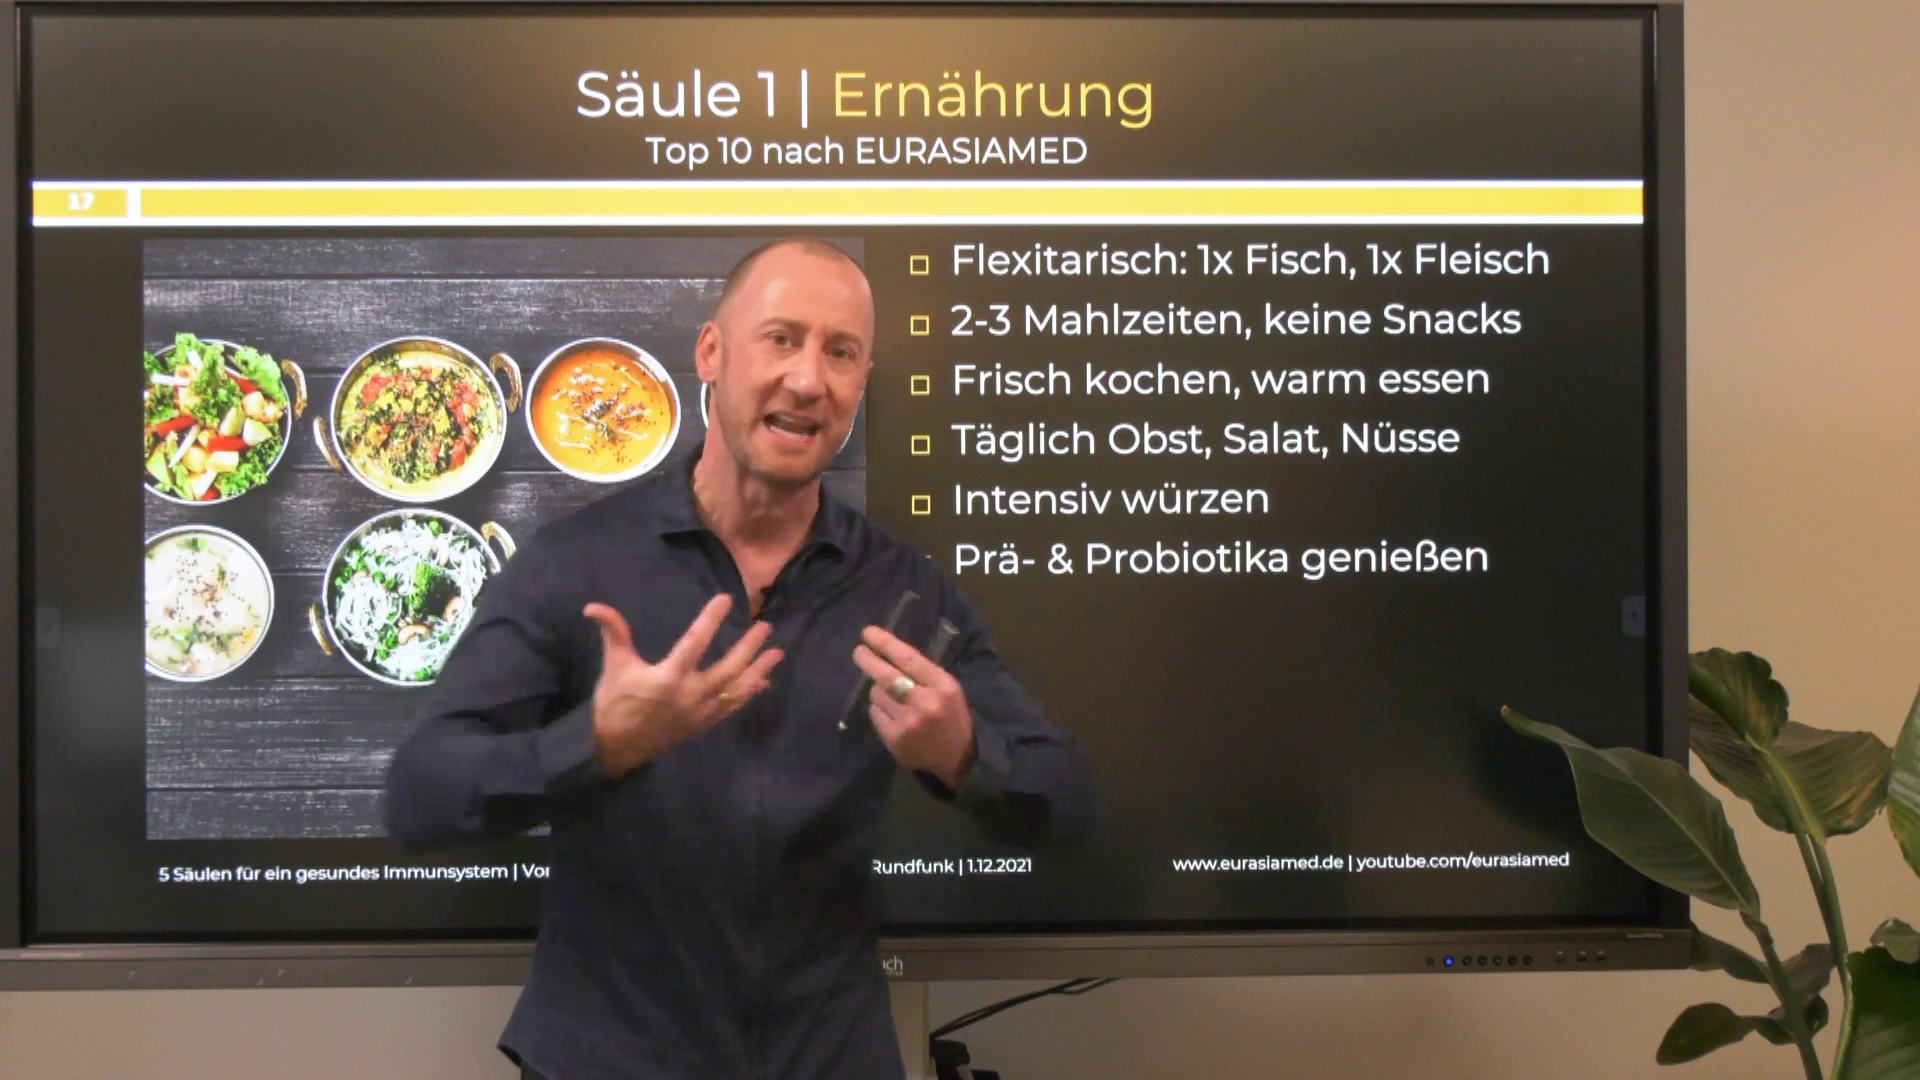 Säule 1 | Ernährung
Top 10 nach EURASIAMED
17
Flexitarisch: 1x Fisch, 1x Fleisch
2-3 Mahlzeiten, keine Snacks
Frisch kochen, warm essen
Täglich Obst, Salat, Nüsse
Intensiv würzen
Prä- & Probiotika genießen
5 Säulen für ein gesundes Immunsystem | Vor Rundfunk | 1.12.2021
www.eurasiamed.de | youtube.com/eurasiamed